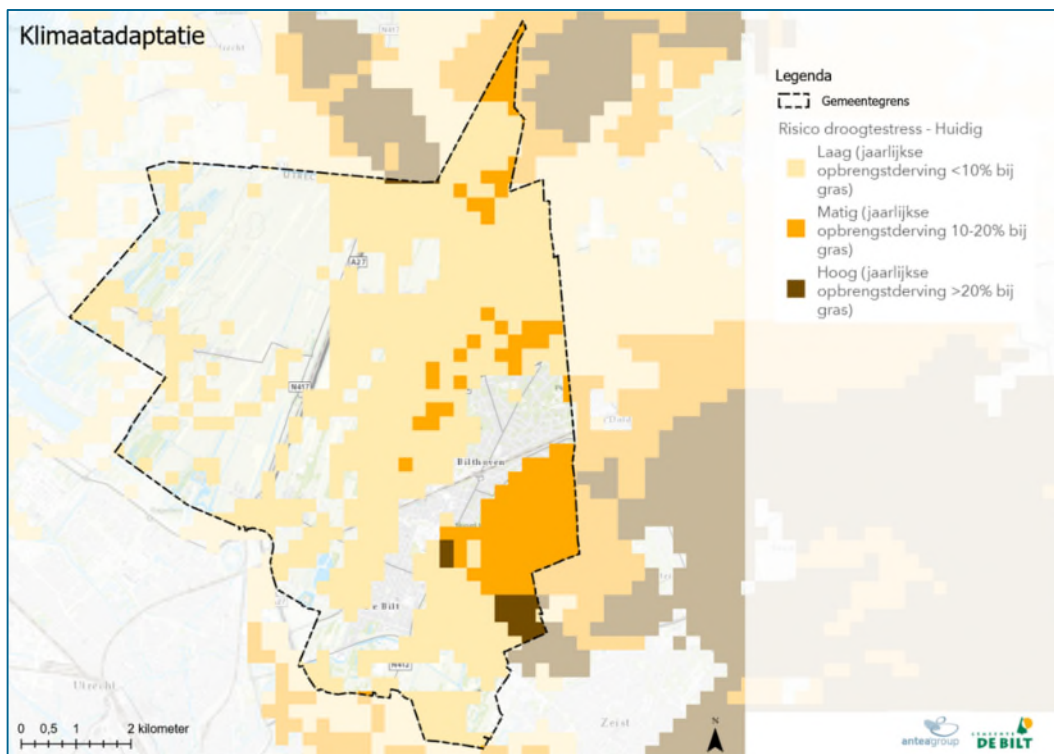 Klimaatadaptatie
Legenda
Gemeentegrens
Risico droogtestress - Huidig
Laag (jaarlijkse
opbrengstderving <10% bij
gras)
Matig (jaarlijkse
opbrengstderving 10-20% bij
gras)
Hoog (jaarlijkse
opbrengstderving >20% bij
gras)
A27
N417
Bilthoven
e Bilt
N412
Utrecht
Zeist
0 0,5 1 2 kilometer
N
anteagroup
GEMEENTE
DE BILT